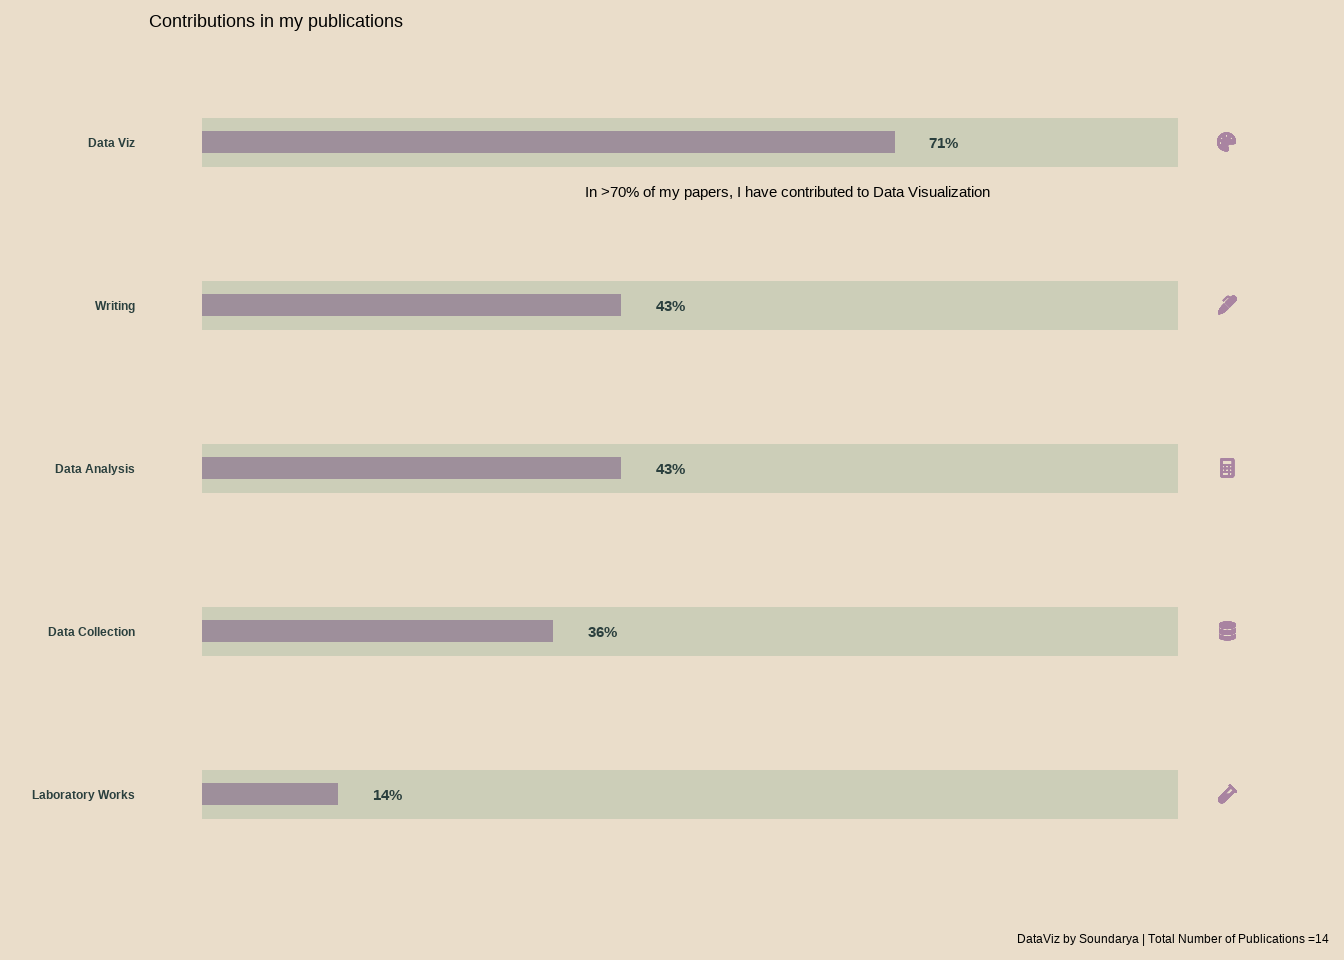 Contributions in my publications
Data Viz
71%
In >70% of my papers, I have contributed to Data Visualization
Writing
43%
Data Analysis
43%
Data Collection
36%
Laboratory Works
14%
DataViz by Soundarya | Total Number of Publications =14